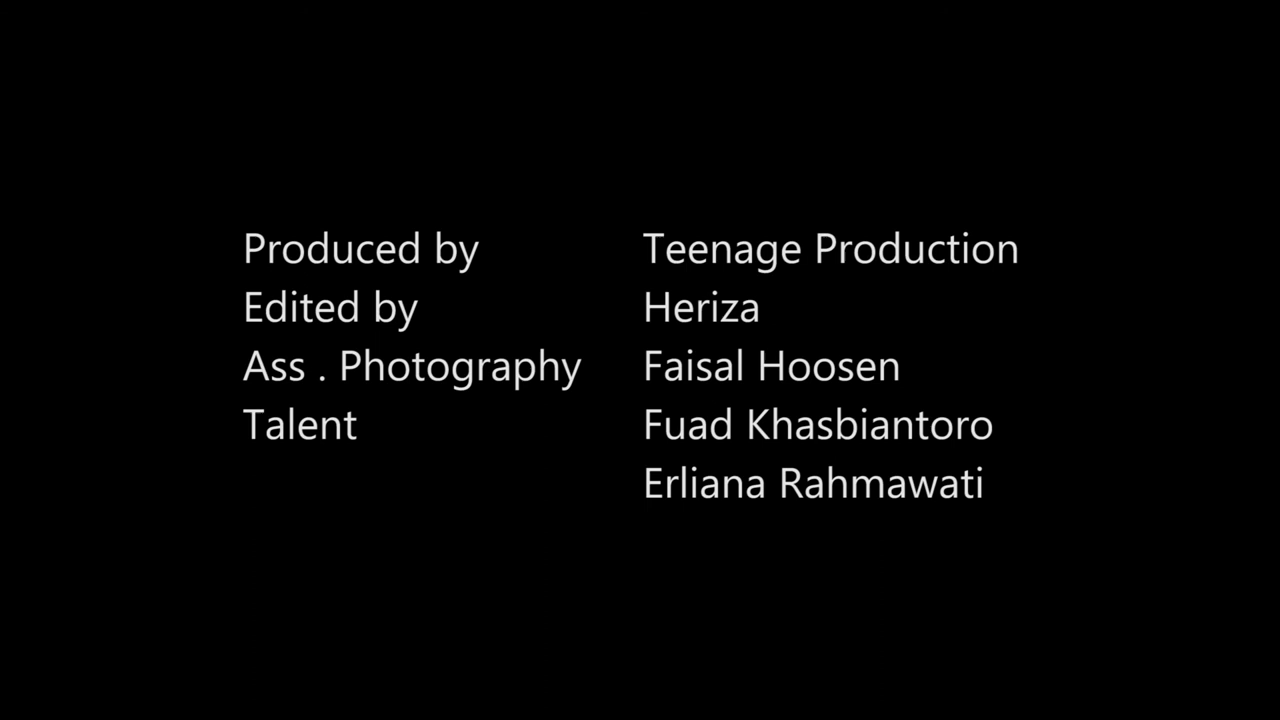 Produced by Teenage Production
Edited by Heriza
Ass . Photography Faisal Hoosen
Talent Fuad Khasbiantoro
Erliana Rahmawati